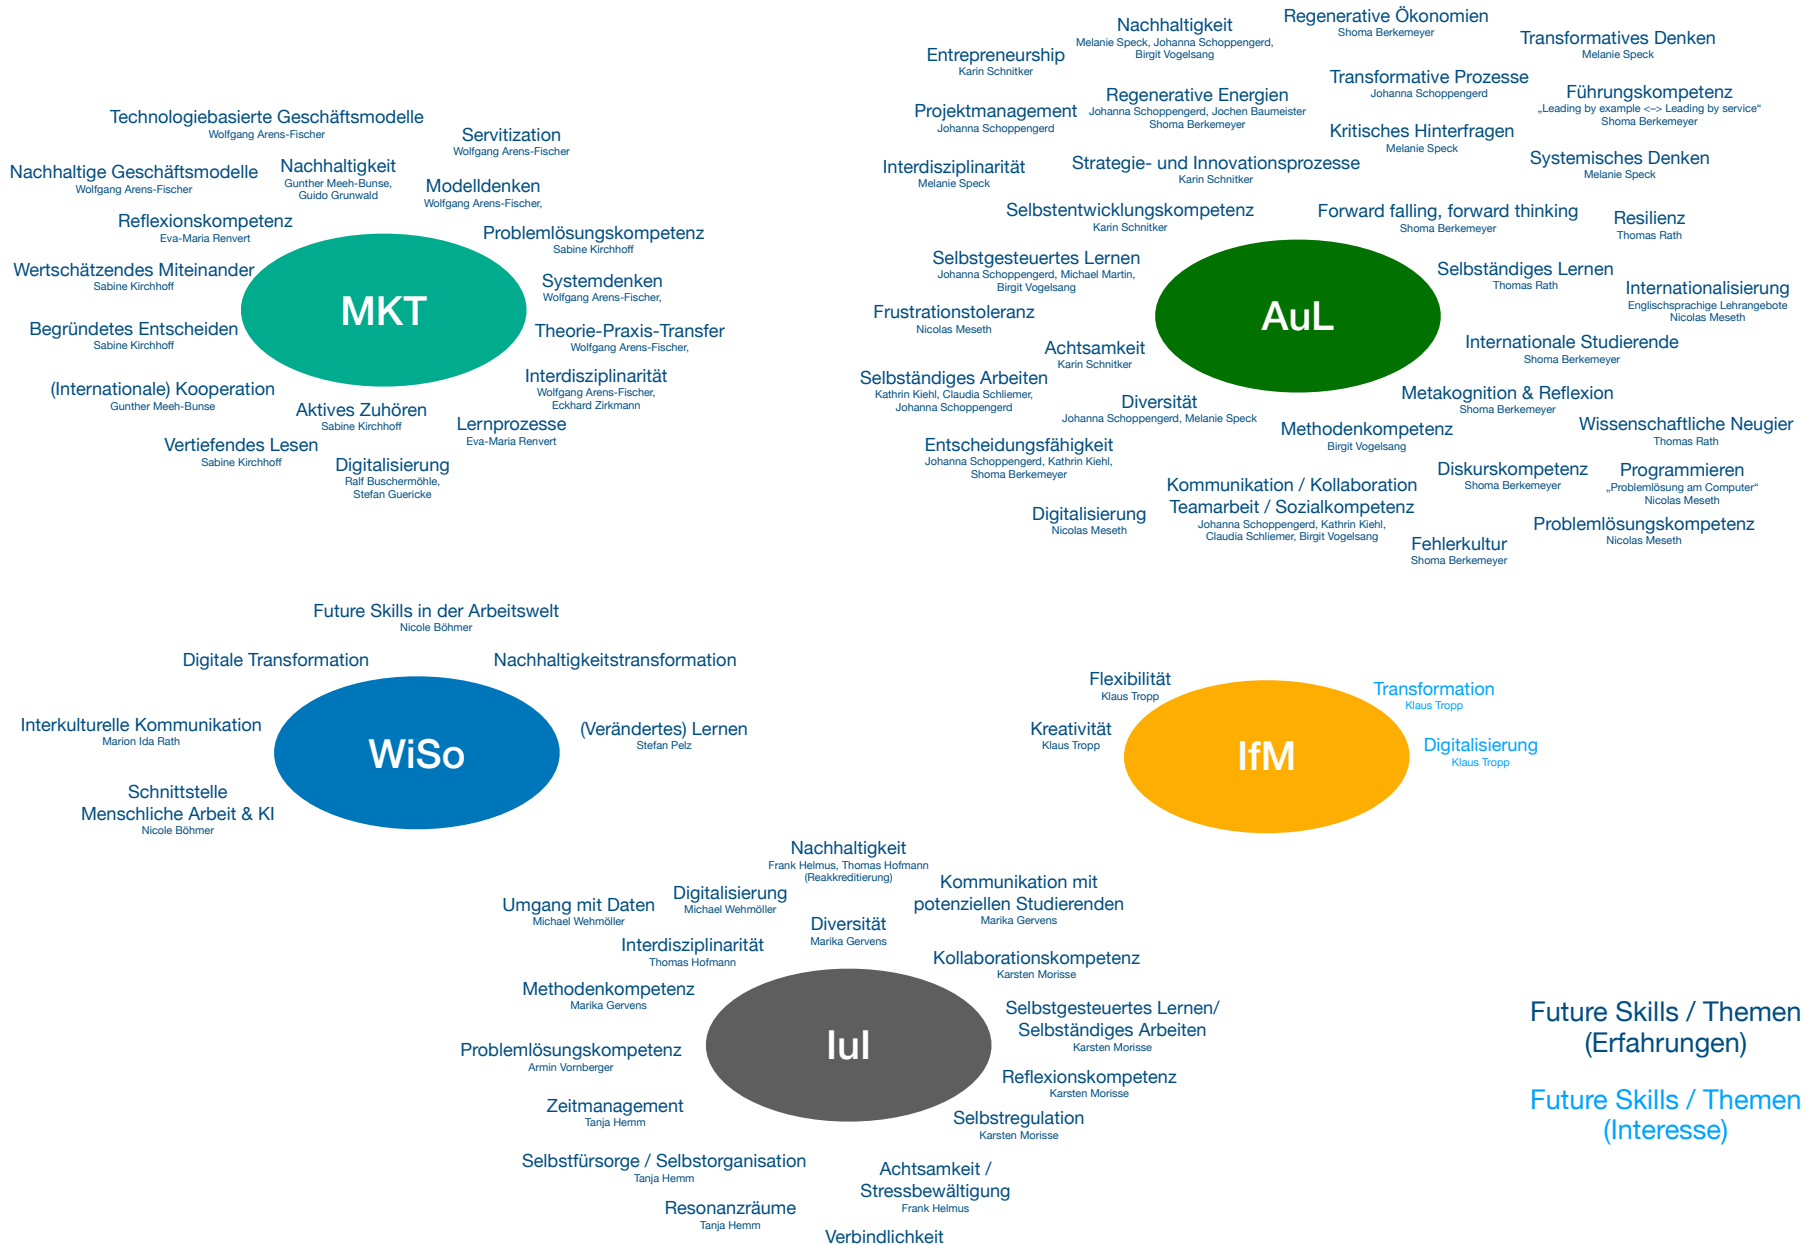 Technologiebasierte Geschäftsmodelle
Wolfgang Arens-Fischer
Servitization
Wolfgang Arens-Fischer
Nachhaltige Geschäftsmodelle
Wolfgang Arens-Fischer
Nachhaltigkeit
Gunther Meeh-Bunse,
Guido Grunwald
Modelldenken
Wolfgang Arens-Fischer,
Reflexionskompetenz
Eva-Maria Renvert
Problemlösungskompetenz
Sabine Kirchhoff
Wertschätzendes Miteinander
Sabine Kirchhoff
MKT
Systemdenken
Wolfgang Arens-Fischer,
Begründetes Entscheiden
Sabine Kirchhoff
Theorie-Praxis-Transfer
Wolfgang Arens-Fischer,
(Internationale) Kooperation
Gunther Meeh-Bunse
Interdisziplinarität
Wolfgang Arens-Fischer,
Eckhard Zirkmann
Aktives Zuhören
Sabine Kirchhoff
Lernprozesse
Eva-Maria Renvert
Vertiefendes Lesen
Sabine Kirchhoff
Digitalisierung
Ralf Buschermöhle,
Stefan Guericke
Regenerative Ökonomien
Shoma Berkemeyer
Nachhaltigkeit
Melanie Speck, Johanna Schoppengerd,
Birgit Vogelsang
Transformatives Denken
Melanie Speck
Entrepreneurship
Karin Schnitker
Transformative Prozesse
Johanna Schoppengerd
Führungskompetenz
„Leading by example <–> Leading by service“
Shoma Berkemeyer
Projektmanagement
Johanna Schoppengerd
Regenerative Energien
Johanna Schoppengerd, Jochen Baumeister
Shoma Berkemeyer
Kritisches Hinterfragen
Melanie Speck
Interdisziplinarität
Melanie Speck
Strategie- und Innovationsprozesse
Karin Schnitker
Systemisches Denken
Melanie Speck
Selbstentwicklungskompetenz
Karin Schnitker
Forward falling, forward thinking
Shoma Berkemeyer
Resilienz
Thomas Rath
Selbstgesteuertes Lernen
Johanna Schoppengerd, Michael Martin,
Birgit Vogelsang
Selbständiges Lernen
Thomas Rath
Internationalisierung
Englischsprachige Lehrangebote
Nicolas Meseth
Frustrationstoleranz
Nicolas Meseth
AuL
Internationale Studierende
Shoma Berkemeyer
Achtsamkeit
Karin Schnitker
Selbständiges Arbeiten
Kathrin Kiehl, Claudia Schliemer,
Johanna Schoppengerd
Diversität
Johanna Schoppengerd, Melanie Speck
Metakognition & Reflexion
Shoma Berkemeyer
Methodenkompetenz
Birgit Vogelsang
Wissenschaftliche Neugier
Thomas Rath
Entscheidungsfähigkeit
Johanna Schoppengerd, Kathrin Kiehl,
Shoma Berkemeyer
Diskurskompetenz
Shoma Berkemeyer
Programmieren
„Problemlösung am Computer“
Nicolas Meseth
Kommunikation / Kollaboration
Teamarbeit / Sozialkompetenz
Johanna Schoppengerd, Kathrin Kiehl,
Claudia Schliemer, Birgit Vogelsang
Digitalisierung
Nicolas Meseth
Problemlösungskompetenz
Nicolas Meseth
Fehlerkultur
Shoma Berkemeyer
Future Skills in der Arbeitswelt
Nicole Böhmer
Digitale Transformation
Nachhaltigkeitstransformation
Interkulturelle Kommunikation
Marion Ida Rath
WiSo
(Verändertes) Lernen
Stefan Pelz
Schnittstelle
Menschliche Arbeit & KI
Nicole Böhmer
Flexibilität
Klaus Tropp
Transformation
Klaus Tropp
Kreativität
Klaus Tropp
IfM
Digitalisierung
Klaus Tropp
Nachhaltigkeit
Frank Helmus, Thomas Hofmann
(Reakkreditierung)
Kommunikation mit
potenziellen Studierenden
Marika Gervens
Digitalisierung
Michael Wehmöller
Umgang mit Daten
Michael Wehmöller
Diversität
Marika Gervens
Interdisziplinarität
Thomas Hofmann
Kollaborationskompetenz
Karsten Morisse
Methodenkompetenz
Marika Gervens
Selbstgesteuertes Lernen/
Selbständiges Arbeiten
Karsten Morisse
IuI
Problemlösungskompetenz
Armin Vornberger
Reflexionskompetenz
Karsten Morisse
Zeitmanagement
Tanja Hemm
Selbstregulation
Karsten Morisse
Selbstfürsorge / Selbstorganisation
Tanja Hemm
Achtsamkeit /
Stressbewältigung
Frank Helmus
Resonanzräume
Tanja Hemm
Verbindlichkeit
Future Skills / Themen
(Erfahrungen)
Future Skills / Themen
(Interesse)